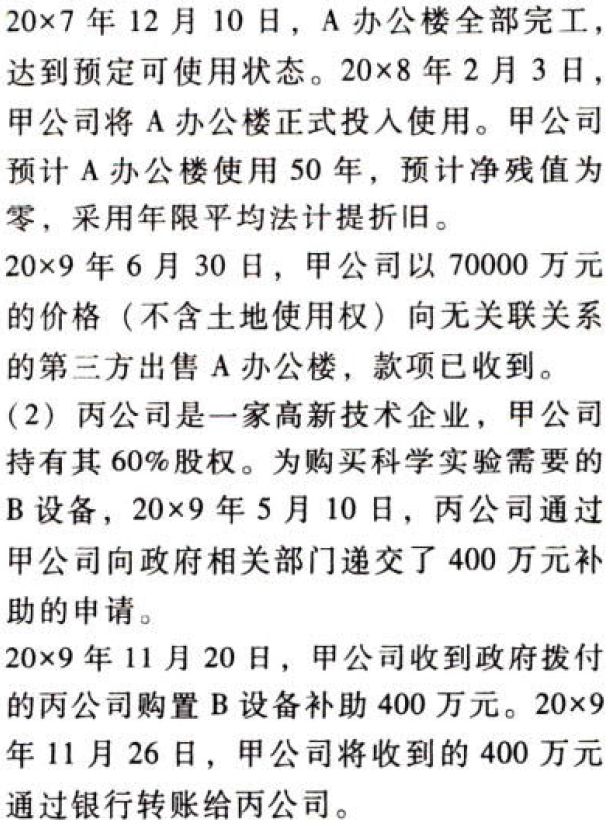 20×7 年 12 月 10 日，A 办公楼全部完工，
达到预定可使用状态。20×8 年 2 月 3 日，
甲公司将 A 办公楼正式投入使用。甲公司
预计 A 办公楼使用 50 年，预计净残值为
零，采用年限平均法计提折旧。
20×9 年 6 月 30 日，甲公司以 70000 万元
的价格（不含土地使用权）向无关联关系
的第三方出售 A 办公楼，款项已收到。
（2）丙公司是一家高新技术企业，甲公司
持有其 60%股权。为购买科学实验需要的
B 设备，20×9 年 5 月 10 日，丙公司通过
甲公司向政府相关部门递交了 400 万元补
助的申请。
20×9 年 11 月 20 日，甲公司收到政府拨付
的丙公司购置 B 设备补助 400 万元。20×9
年 11 月 26 日，甲公司将收到的 400 万元
通过银行转账给丙公司。